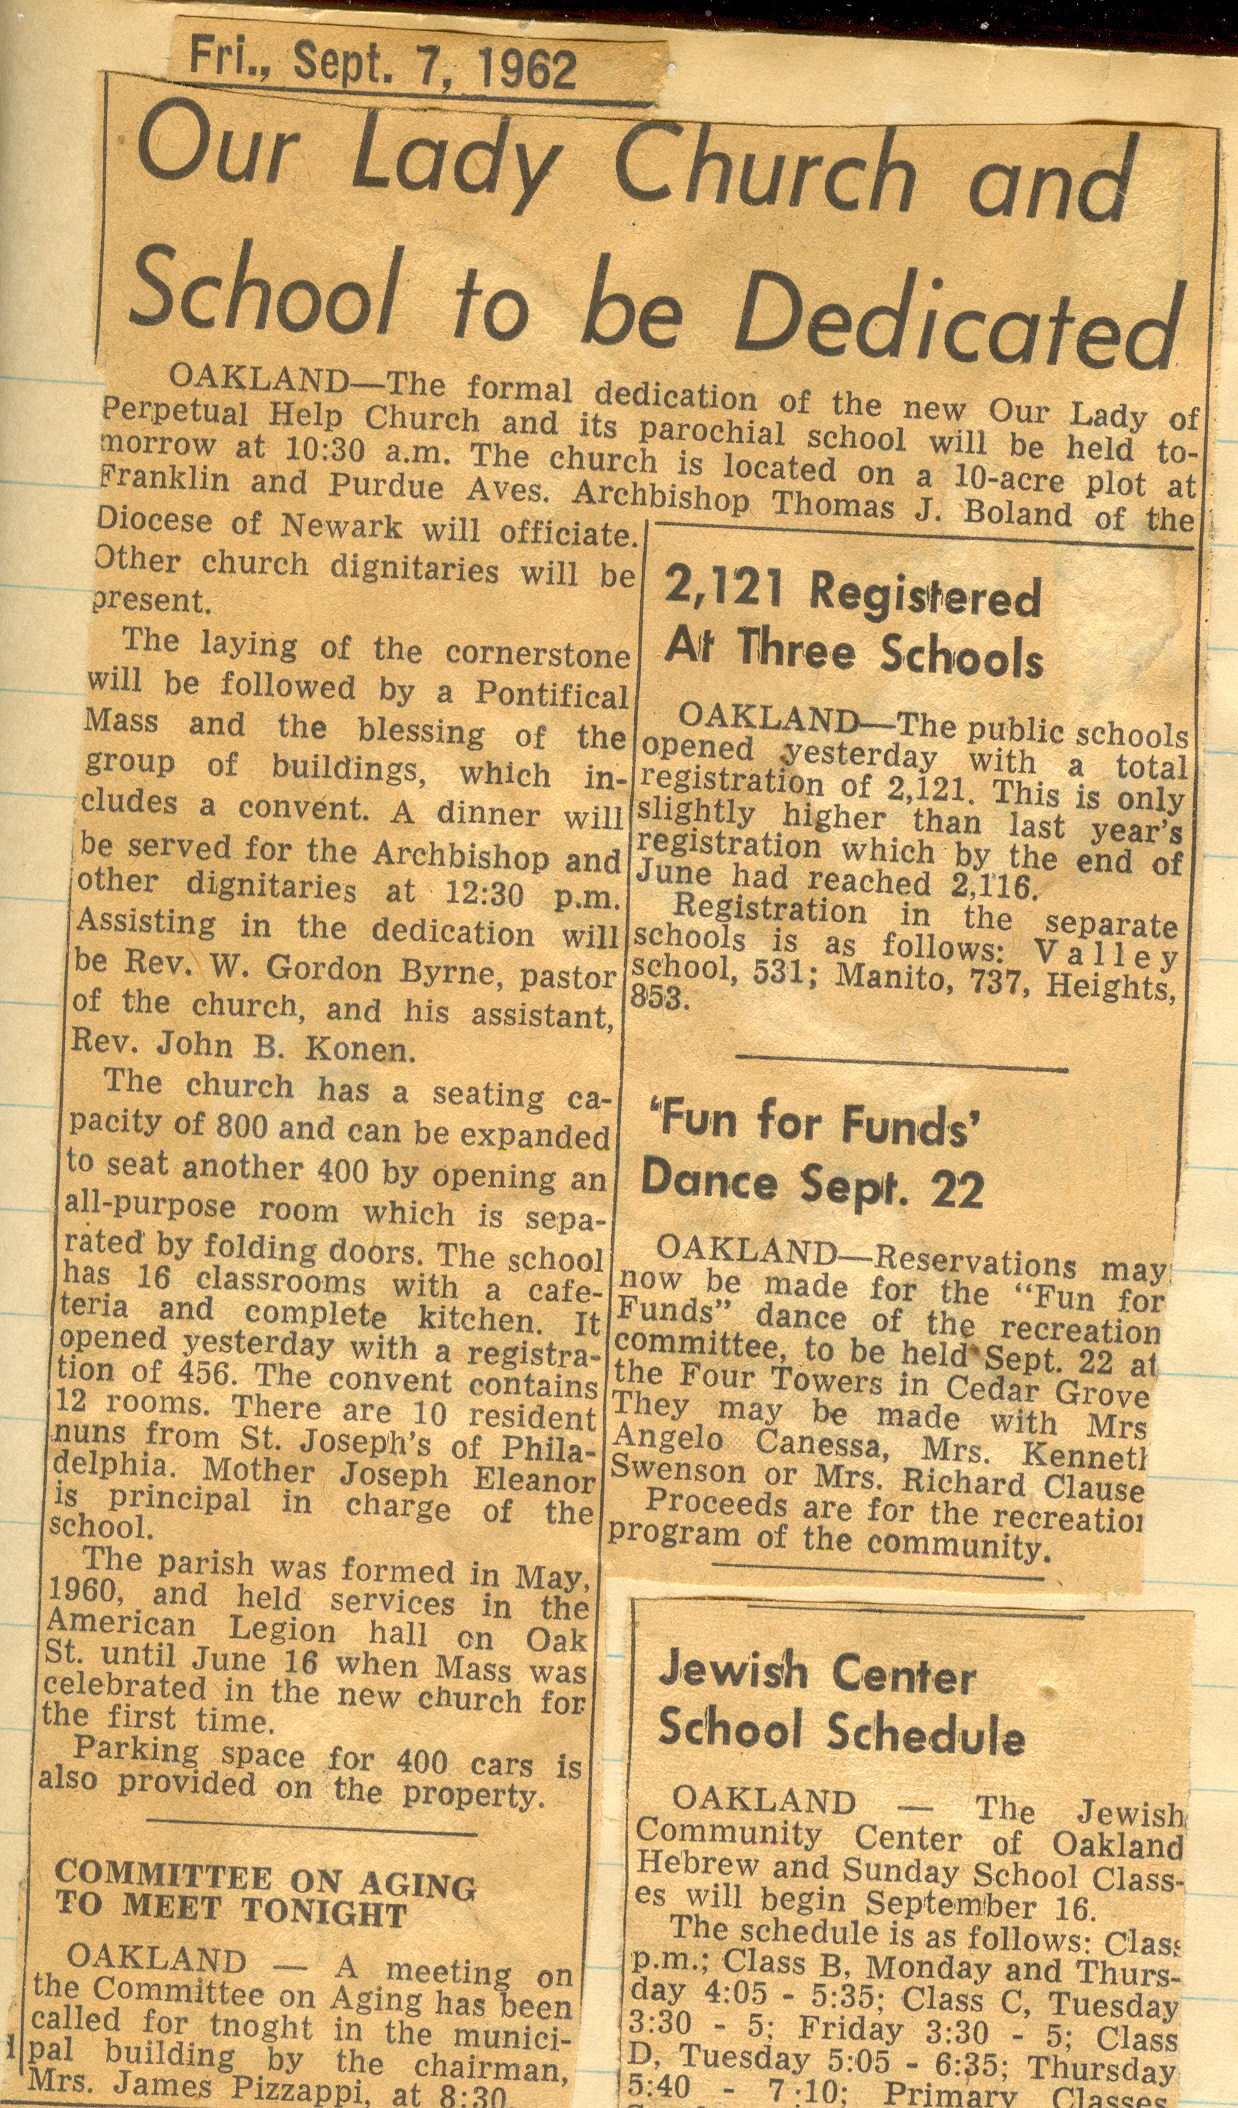 Fri., Sept. 7, 1962
Our Lady Church and
School to be Dedicated
OAKLAND—The formal dedication of the new Our Lady of
Perpetual Help Church and its parochial school will be held to-
morrow at 10:30 a.m. The church is located on a 10-acre plot at
Franklin and Purdue Aves. Archbishop Thomas J. Boland of the
Diocese of Newark will officiate.
Other church dignitaries will be
present.
The laying of the cornerstone
will be followed by a Pontifical
Mass and the blessing of the
group of buildings, which in-
cludes a convent. A dinner will
be served for the Archbishop and
other dignitaries at 12:30 p.m.
Assisting in the dedication will
be Rev. W. Gordon Byrne, pastor
of the church, and his assistant,
Rev. John B. Konen.
The church has a seating ca-
pacity of 800 and can be expanded
to seat another 400 by opening an
all-purpose room which is sepa-
rated by folding doors. The school
has 16 classrooms with a cafe-
teria and complete kitchen. It
opened yesterday with a registra-
tion of 456. The convent contains
12 rooms. There are 10 resident
nuns from St. Joseph's of Phila-
delphia. Mother Joseph Eleanor
is principal in charge of the
school.
The parish was formed in May,
1960, and held services in the
American Legion hall on Oak
St. until June 16 when Mass was
celebrated in the new church for
the first time.
Parking space for 400 cars is
also provided on the property.
COMMITTEE ON AGING
TO MEET TONIGHT
OAKLAND — A meeting on
the Committee on Aging has been
called for tnoght in the munici-
pal building by the chairman,
Mrs. James Pizzappi, at 8:30.
2,121 Registered
At Three Schools
OAKLAND—The public schools
opened yesterday with a total
registration of 2,121. This is only
slightly higher than last year's
registration which by the end of
June had reached 2,116.
Registration in the separate
schools is as follows: Valley
school, 531; Manito, 737, Heights,
853.
'Fun for Funds'
Dance Sept. 22
OAKLAND—Reservations may
now be made for the "Fun for
Funds" dance of the recreation
committee, to be held Sept. 22 at
the Four Towers in Cedar Grove
They may be made with Mrs
Angelo Canessa, Mrs. Kenneth
Swenson or Mrs. Richard Clause
Proceeds are for the recreation
program of the community.
Jewish Center
School Schedule
OAKLAND — The Jewish
Community Center of Oakland
Hebrew and Sunday School Class-
es will begin September 16.
The schedule is as follows: Class
p.m.; Class B, Monday and Thurs-
day 4:05 - 5:35; Class C, Tuesday
3:30 - 5; Friday 3:30 - 5; Class
D, Tuesday 5:05 - 6:35; Thursday
5:40 - 7:10; Primary Classes